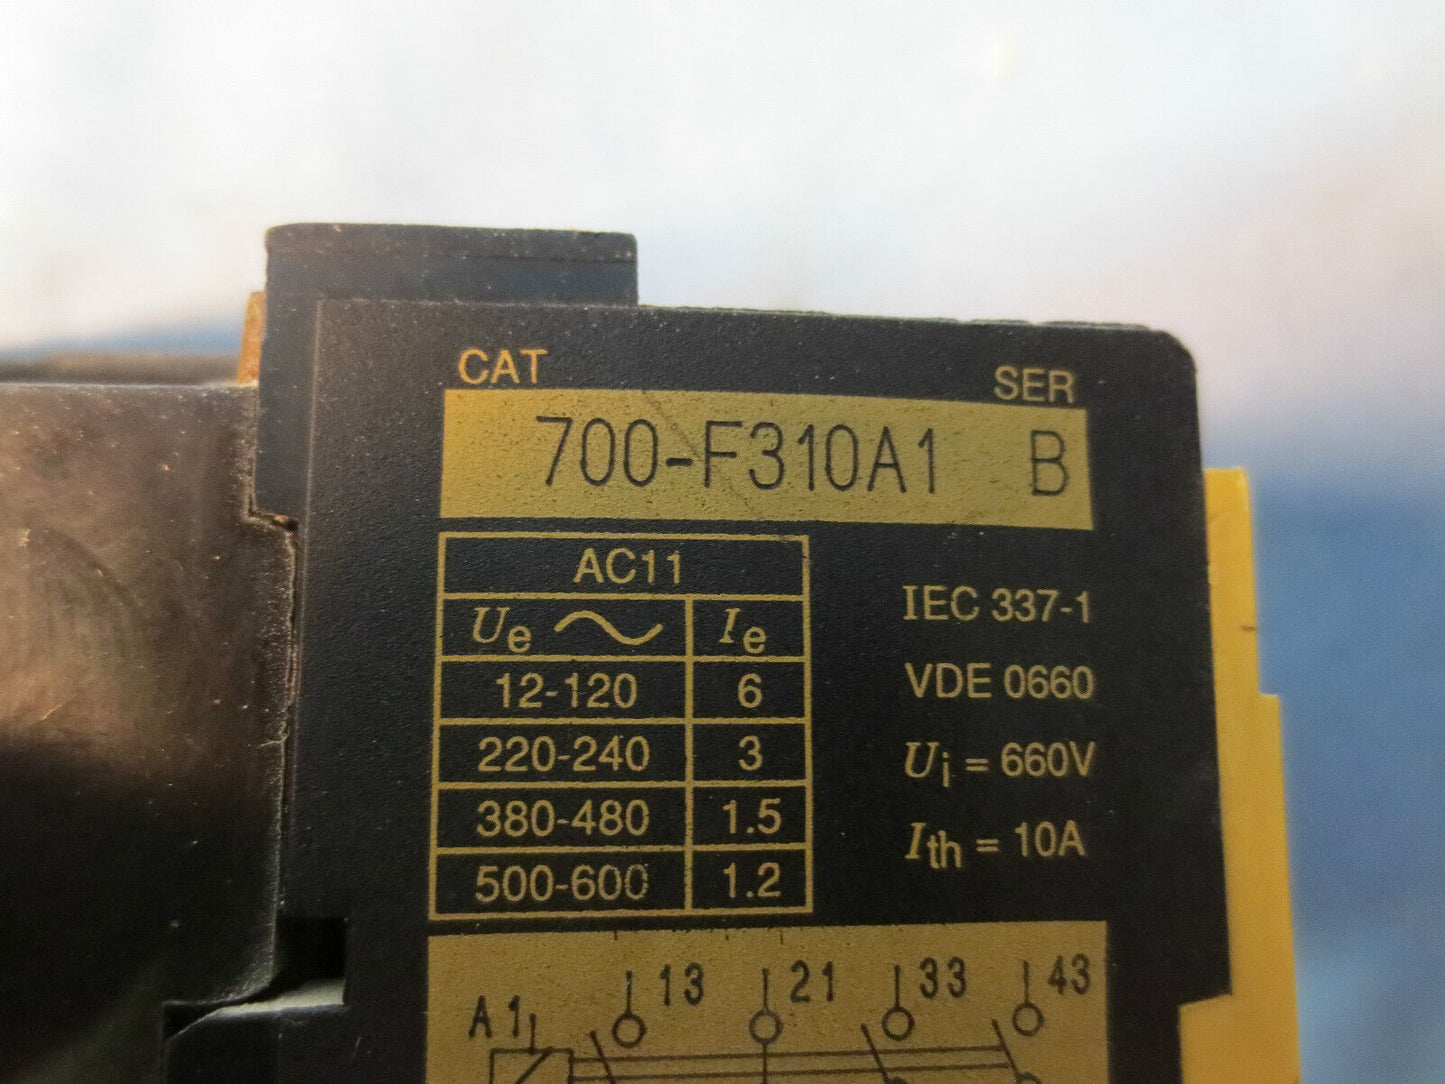 CAT SER
700-F310A1 B
AC11
Ue Ie
12-120 6
220-240 3
380-480 1.5
500-600 1.2
IEC 337-1
VDE 0660
Ui = 660V
Ith = 10A
A1 13 21 33 43